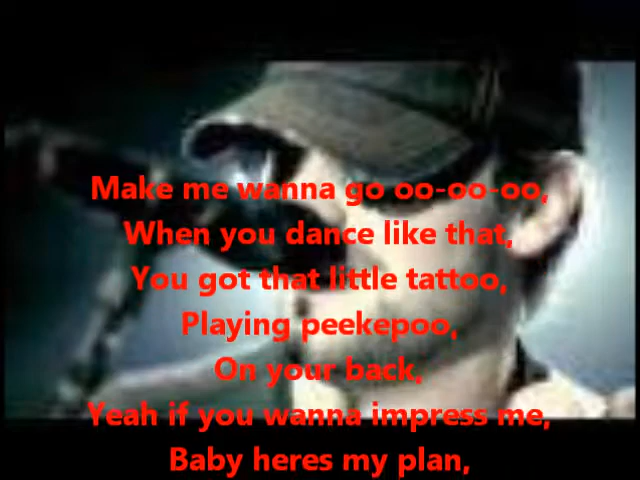 Make me wanna go oo-oo-oo,
When you dance like that,
You got that little tattoo,
Playing peekepoo,
On your back,
Yeah if you wanna impress me,
Baby heres my plan,